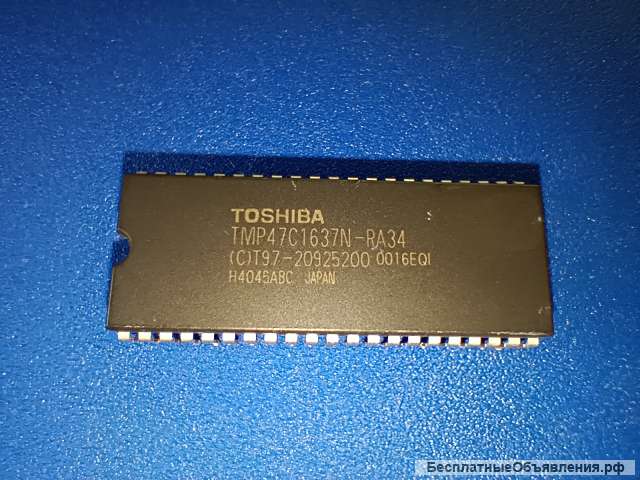 TOSHIBA
TMP47C1637N-RA34
(C)T97-20925200 0016EQI
H4045ABC JAPAN
БесплатныеОбъявления.рф